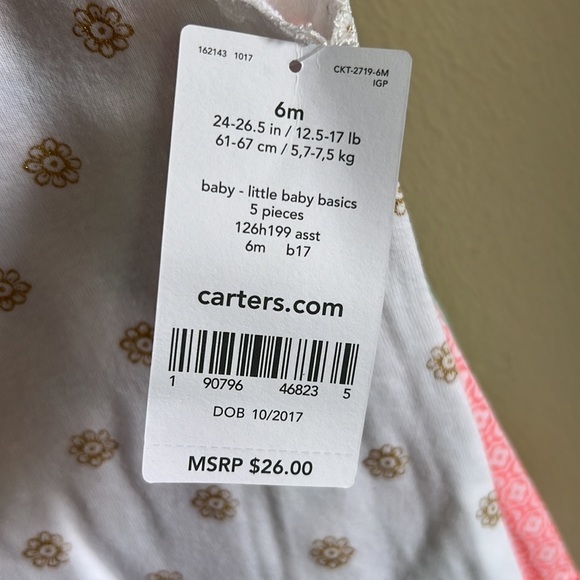 162143 1017
CKT-2719-6M
IGP
6m
24-26.5 in / 12.5-17 lb
61-67 cm / 5,7-7,5 kg
baby - little baby basics
5 pieces
126h199 asst
6m b17
carters.com
1 90796 46823 5
DOB 10/2017
MSRP $26.00